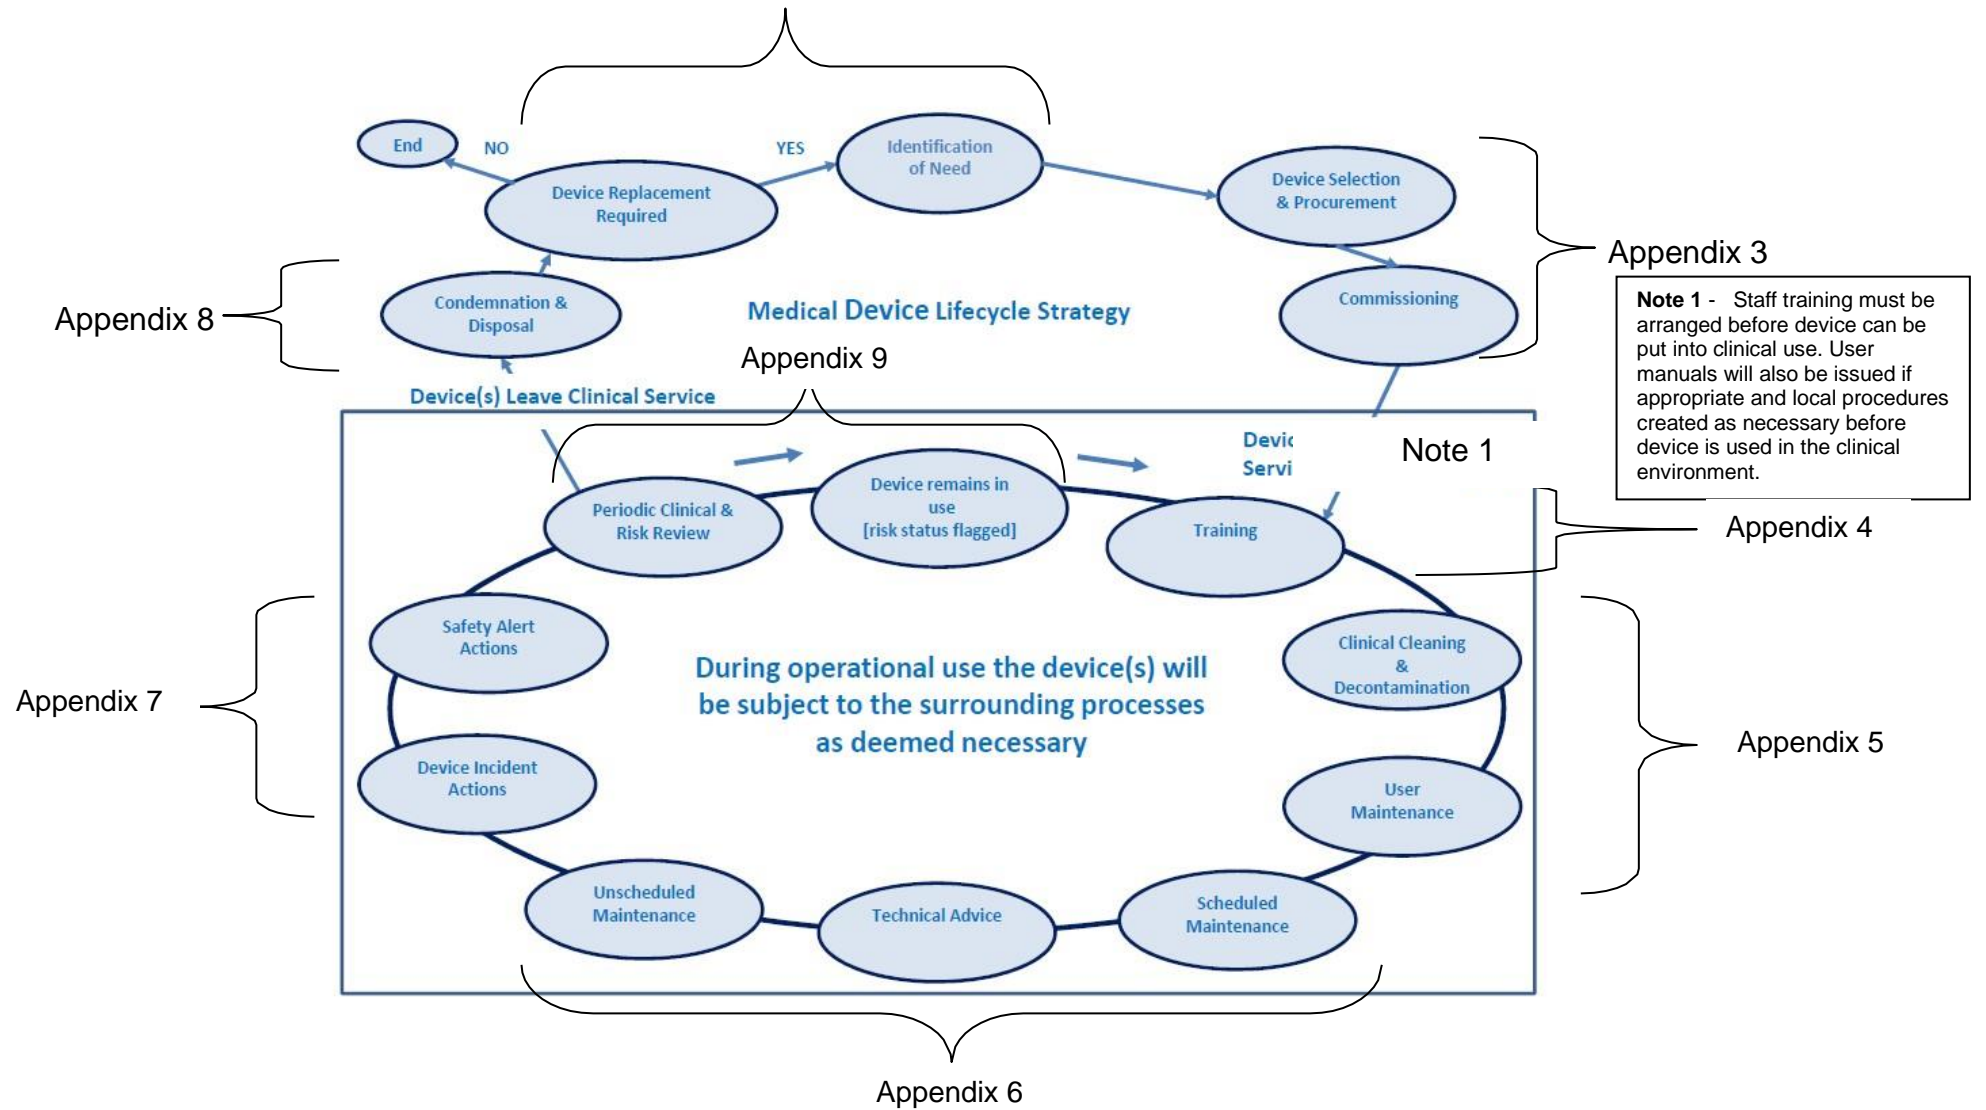 End
NO
YES
Identification
of Need
Device Replacement
Required
Device Selection
& Procurement
Appendix 3
Condemnation &
Disposal
Appendix 8
Medical Device Lifecycle Strategy
Commissioning
Note 1 - Staff training must be
arranged before device can be
put into clinical use. User
manuals will also be issued if
appropriate and local procedures
created as necessary before
device is used in the clinical
environment.
Appendix 9
Device(s) Leave Clinical Service
Servi
Note 1
Periodic Clinical &
Risk Review
Device remains in
use
[risk status flagged]
Training
Appendix 4
Safety Alert
Actions
Clinical Cleaning
&
Decontamination
During operational use the device(s) will
be subject to the surrounding processes
as deemed necessary
Appendix 7
Appendix 5
Device Incident
Actions
User
Maintenance
Unscheduled
Maintenance
Technical Advice
Scheduled
Maintenance
Appendix 6